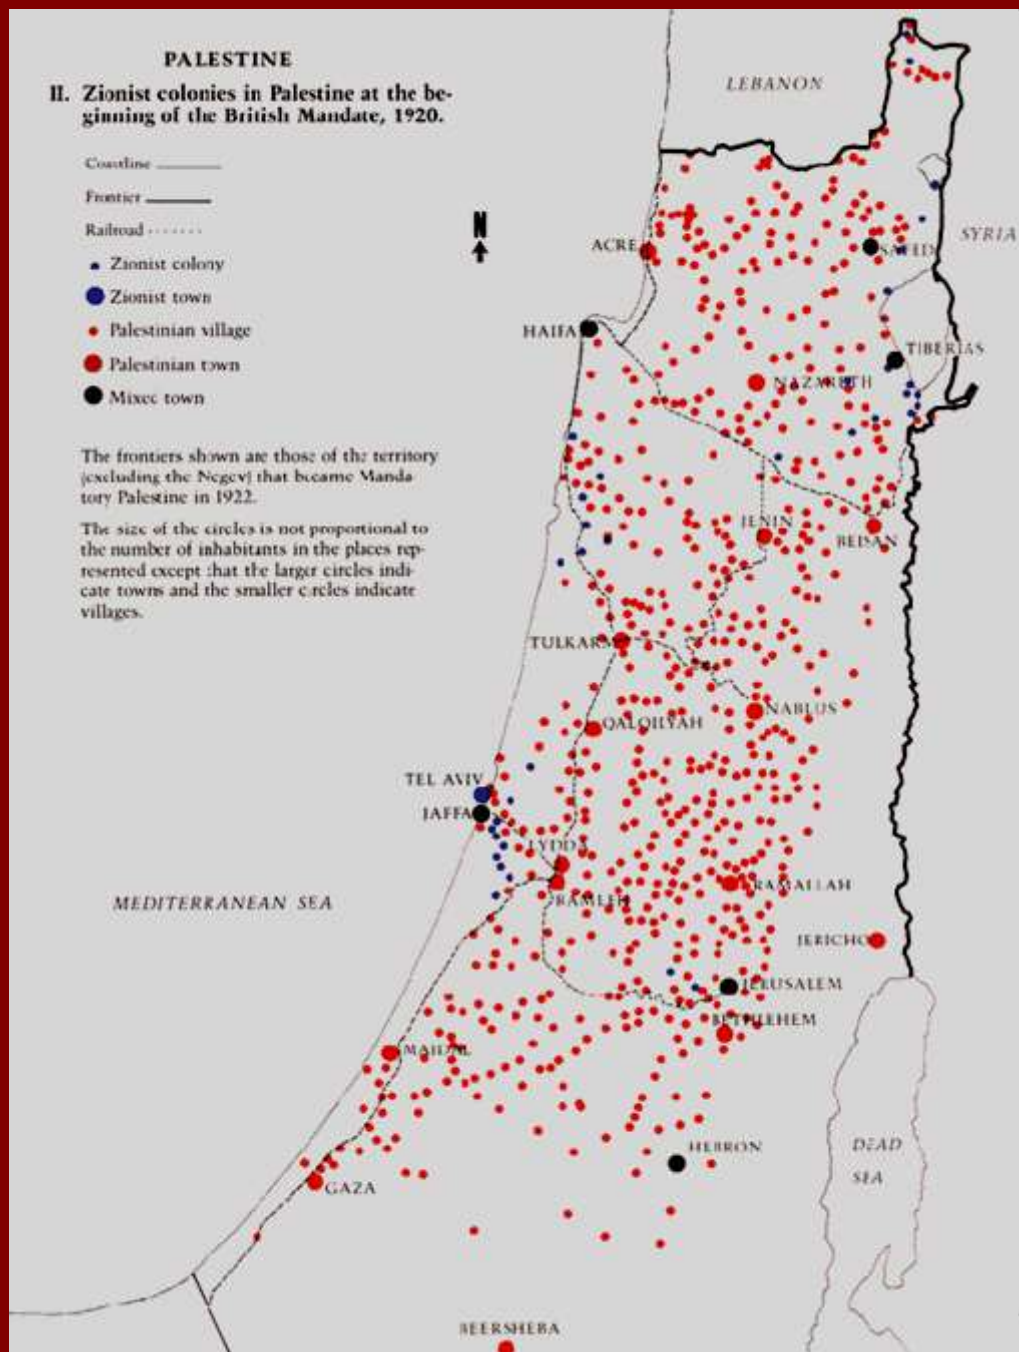 PALESTINE
II. Zionist colonies in Palestine at the be-
ginning of the British Mandate, 1920.
Coastline
Frontier
Railroad
Zionist colony
Zionist town
Palestinian village
Palestinian town
Mixec town
The frontiers shown are those of the territory
(excluding the Negev) that became Manda
tory Palestine in 1922.
The size of the circles is not proportional to
the number of inhabitants in the places rep-
resented except that the larger circles indi-
cate towns and the smaller circles indicate
villages.
N
LEBANON
SYRIA
ACRE
SAFED
HAIFA
TIBERIAS
NAZARETH
JENIN
BEISAN
TULKARM
NABLUS
QALQILYAH
TEL AVIV
JAFFA
LYDDA
RAMLEH
RAMALLAH
MEDITERRANEAN SEA
JERICHO
JERUSALEM
BETHLEHEM
MAJDAL
HEBRON
DEAD
SEA
GAZA
BEERSHEBA